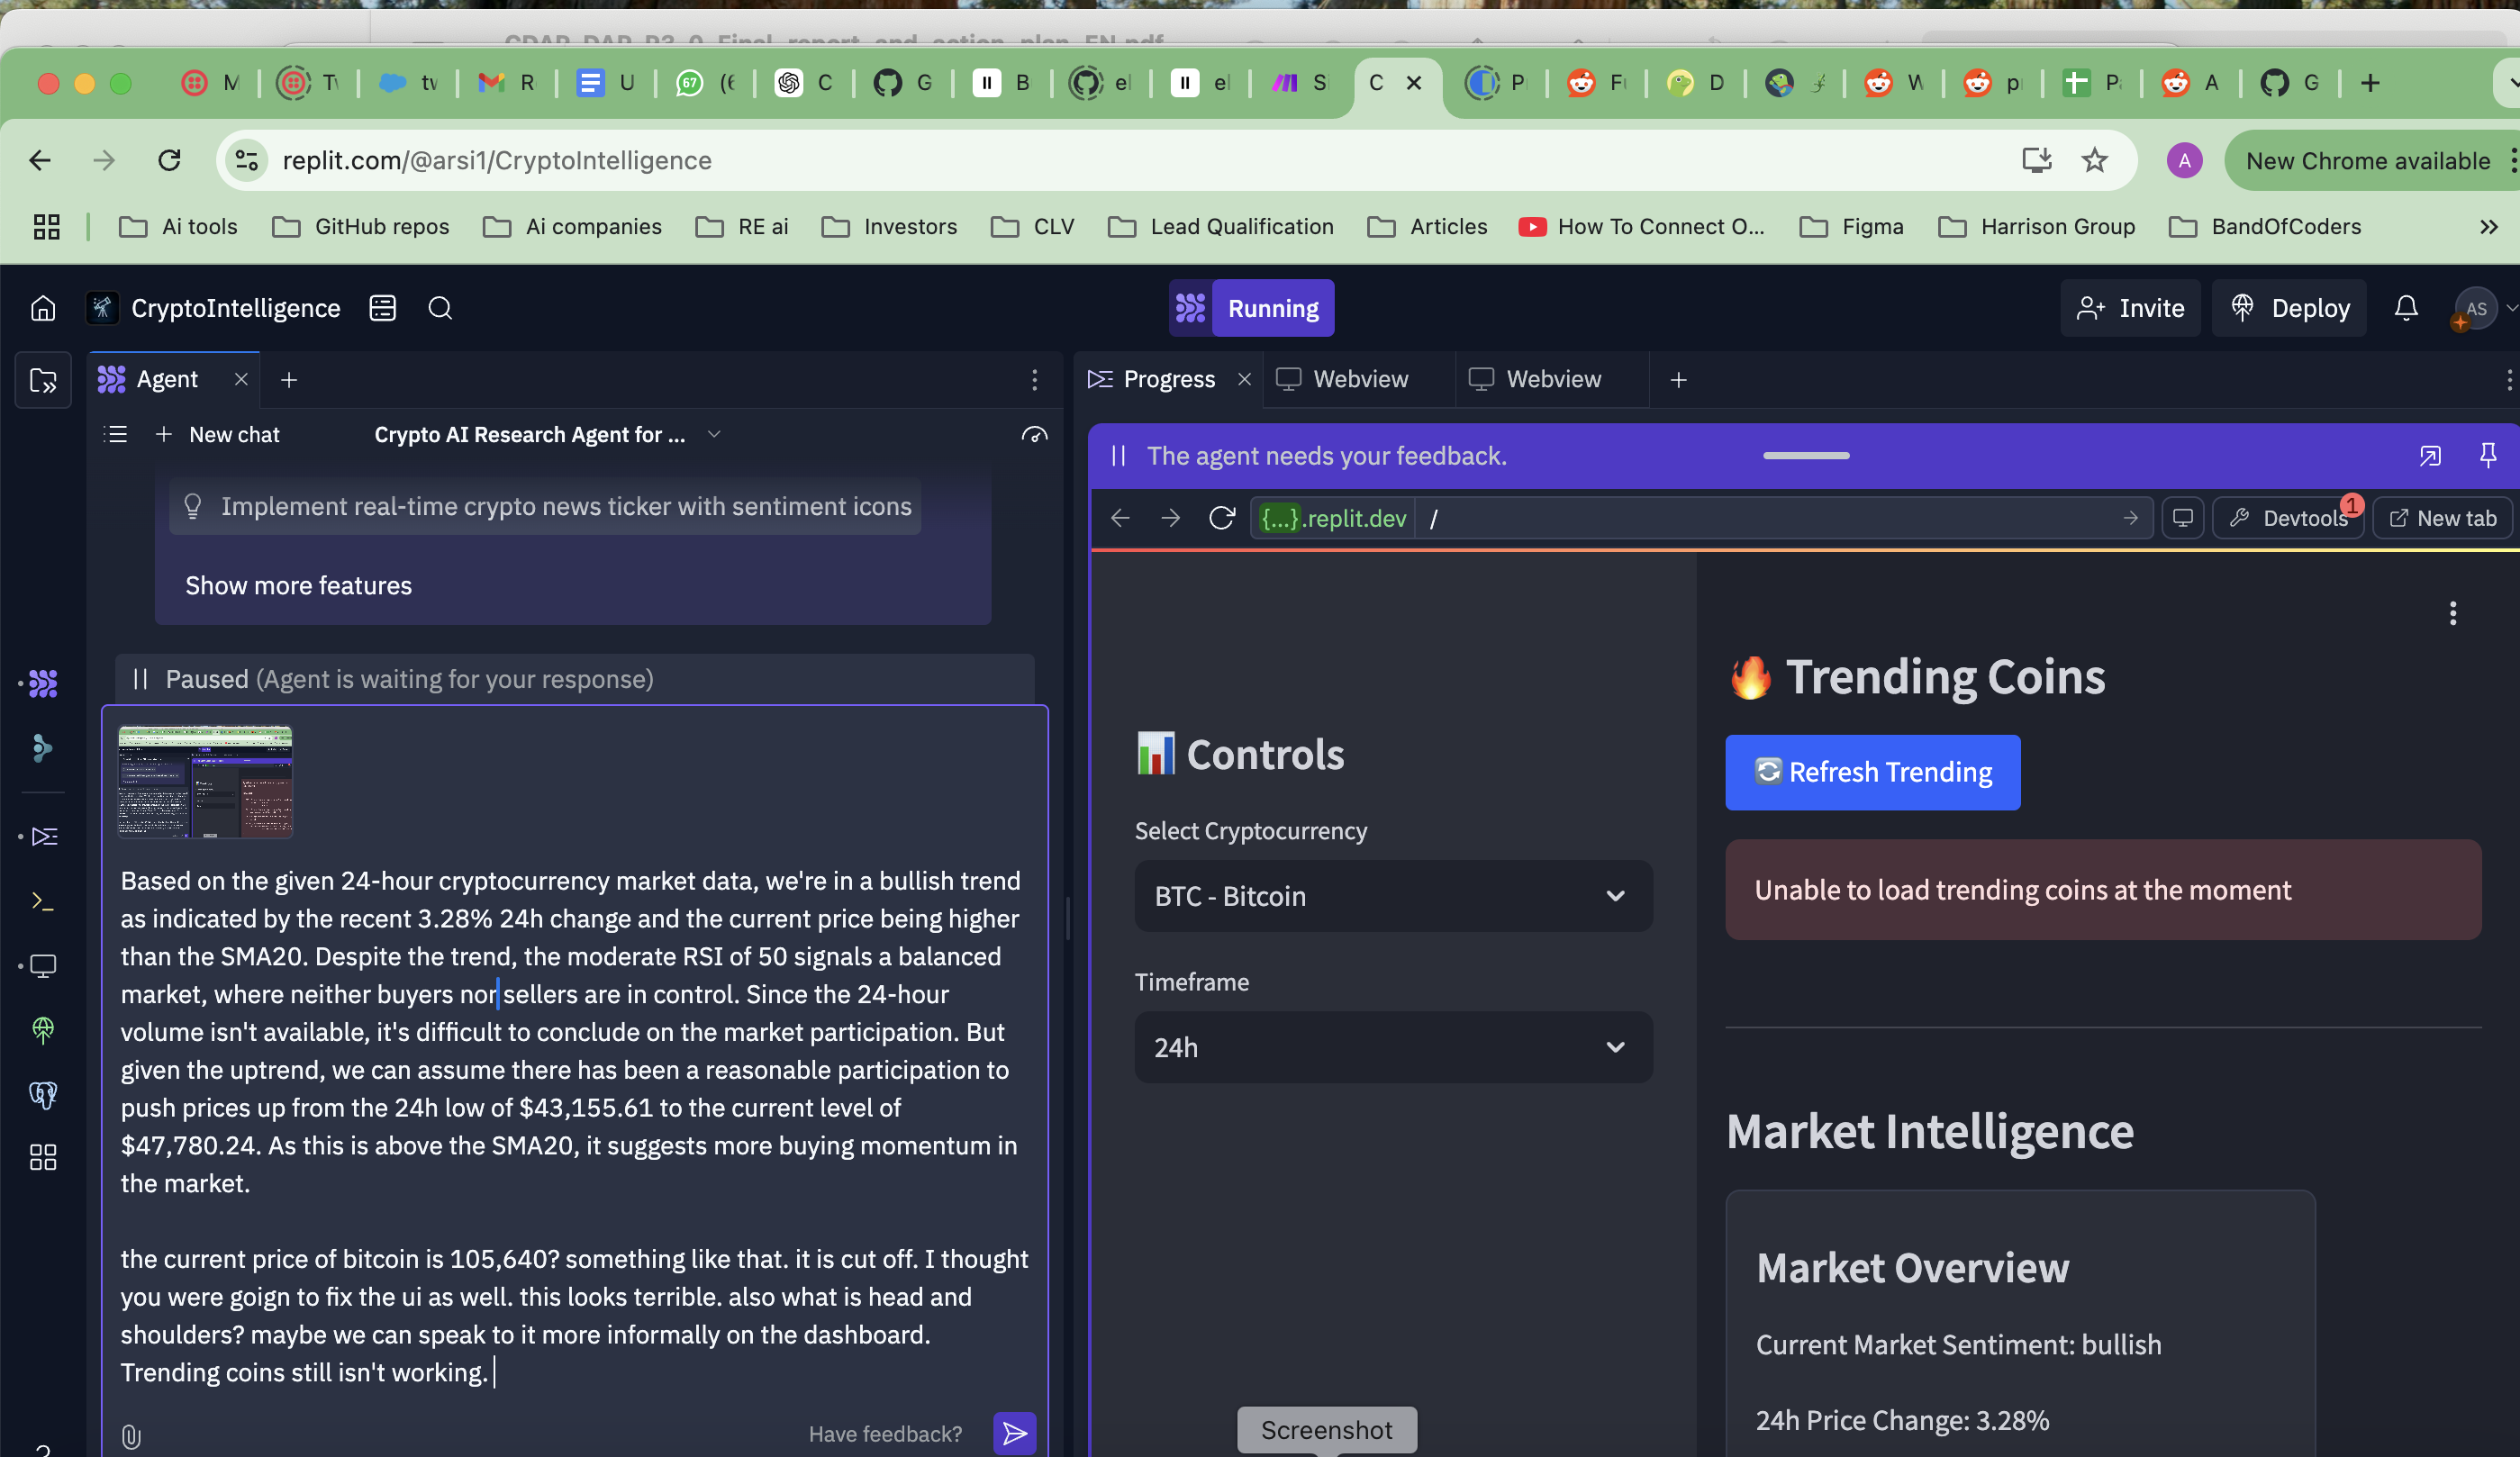 M
Tv
tv
R
U
67
(6
C
G
B
el
el
S
C
P
Fu
D
W
p
P
A
G
replit.com/@arsi1/CryptoIntelligence
A
New Chrome available
Ai tools
GitHub repos
Ai companies
RE ai
Investors
CLV
Lead Qualification
Articles
How To Connect O...
Figma
Harrison Group
BandOfCoders
CryptoIntelligence
Running
Invite
Deploy
AS
Agent
Progress
Webview
Webview
New chat
Crypto AI Research Agent for ...
The agent needs your feedback.
Implement real-time crypto news ticker with sentiment icons
{...}.replit.dev
/
Devtools
1
New tab
Show more features
Paused (Agent is waiting for your response)
Based on the given 24-hour cryptocurrency market data, we're in a bullish trend
as indicated by the recent 3.28% 24h change and the current price being higher
than the SMA20. Despite the trend, the moderate RSI of 50 signals a balanced
market, where neither buyers nor sellers are in control. Since the 24-hour
volume isn't available, it's difficult to conclude on the market participation. But
given the uptrend, we can assume there has been a reasonable participation to
push prices up from the 24h low of $43,155.61 to the current level of
$47,780.24. As this is above the SMA20, it suggests more buying momentum in
the market.
the current price of bitcoin is 105,640? something like that. it is cut off. I thought
you were goign to fix the ui as well. this looks terrible. also what is head and
shoulders? maybe we can speak to it more informally on the dashboard.
Trending coins still isn't working.
Have feedback?
Controls
Select Cryptocurrency
BTC - Bitcoin
Timeframe
24h
Screenshot
Trending Coins
Refresh Trending
Unable to load trending coins at the moment
Market Intelligence
Market Overview
Current Market Sentiment: bullish
24h Price Change: 3.28%